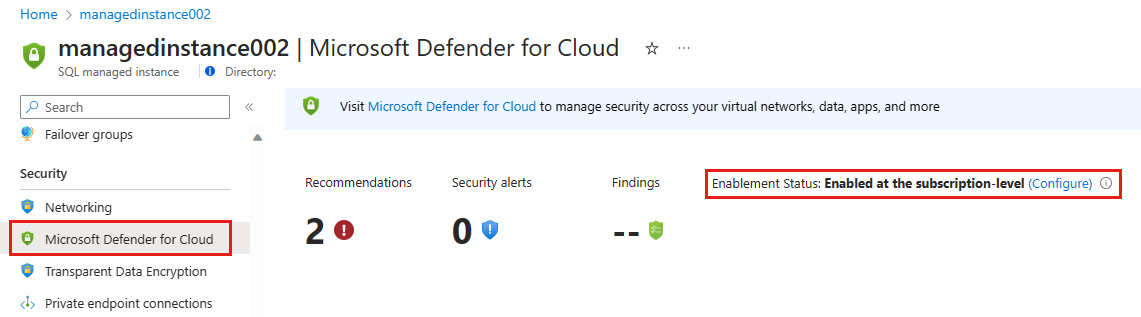 Home > managedinstance002
managedinstance002 | Microsoft Defender for Cloud ☆ ···
SQL managed instance Directory:
Search «
Failover groups
Security
Networking
Microsoft Defender for Cloud
Transparent Data Encryption
Private endpoint connections
Visit Microsoft Defender for Cloud to manage security across your virtual networks, data, apps, and more
Recommendations
2
Security alerts
0
Findings
--
Enablement Status: Enabled at the subscription-level (Configure)